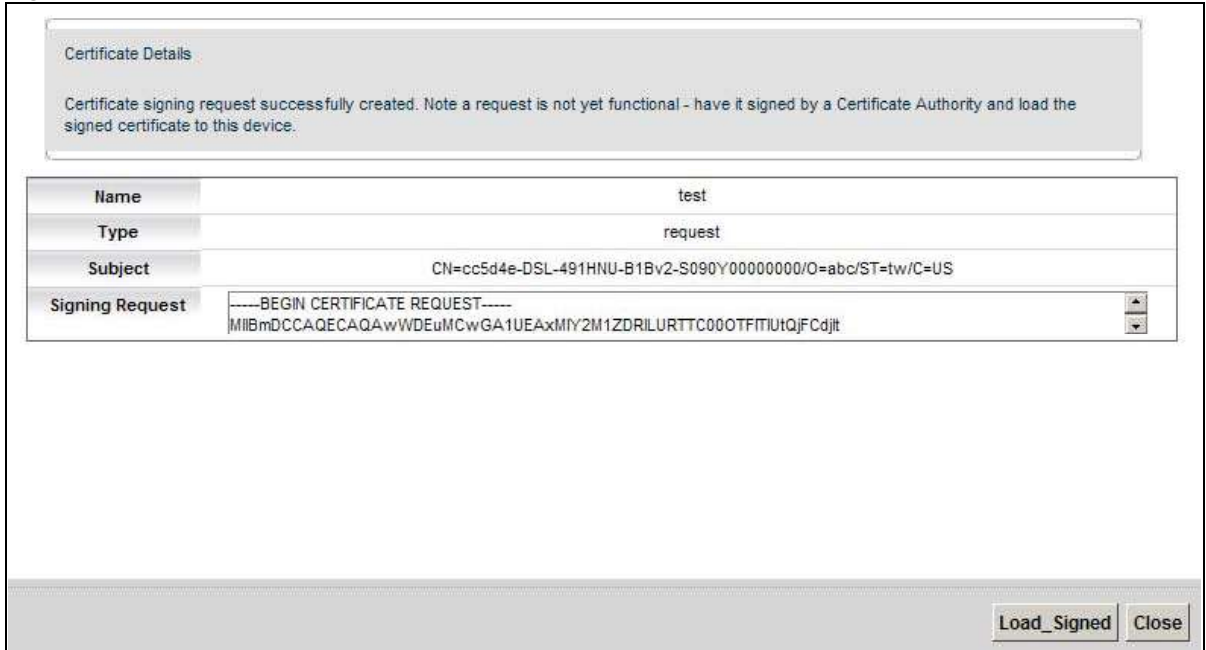 Certificate Details
Certificate signing request successfully created. Note a request is not yet functional - have it signed by a Certificate Authority and load the
signed certificate to this device.
Name test
Type request
Subject CN=cc5d4e-DSL-491HNU-B1Bv2-S090Y00000000/O=abc/ST=tw/C=US
Signing Request -----BEGIN CERTIFICATE REQUEST-----
MIIBmDCCAQECAQAwWDEuMCwGA1UEAxMlY2M1ZDRlLURTTC00OTFITlUtQjFCdjIt
Load_Signed Close